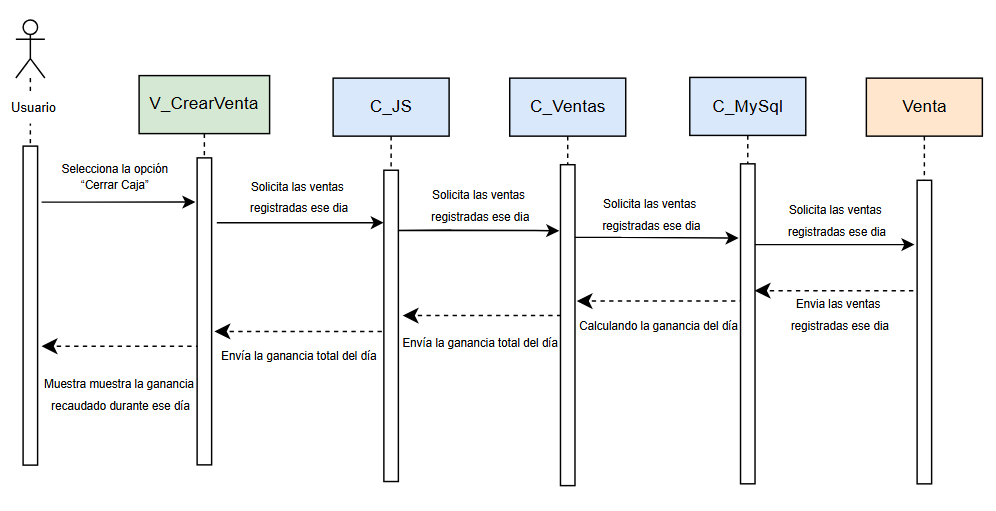 Usuario
V_CrearVenta
C_JS
C_Ventas
C_MySql
Venta
Selecciona la opción
“Cerrar Caja”
Solicita las ventas
registradas ese dia
Solicita las ventas
registradas ese dia
Solicita las ventas
registradas ese dia
Solicita las ventas
registradas ese dia
Envia las ventas
registradas ese dia
Calculando la ganancia del día
Envía la ganancia total del día
Envía la ganancia total del día
Muestra muestra la ganancia
recaudado durante ese día